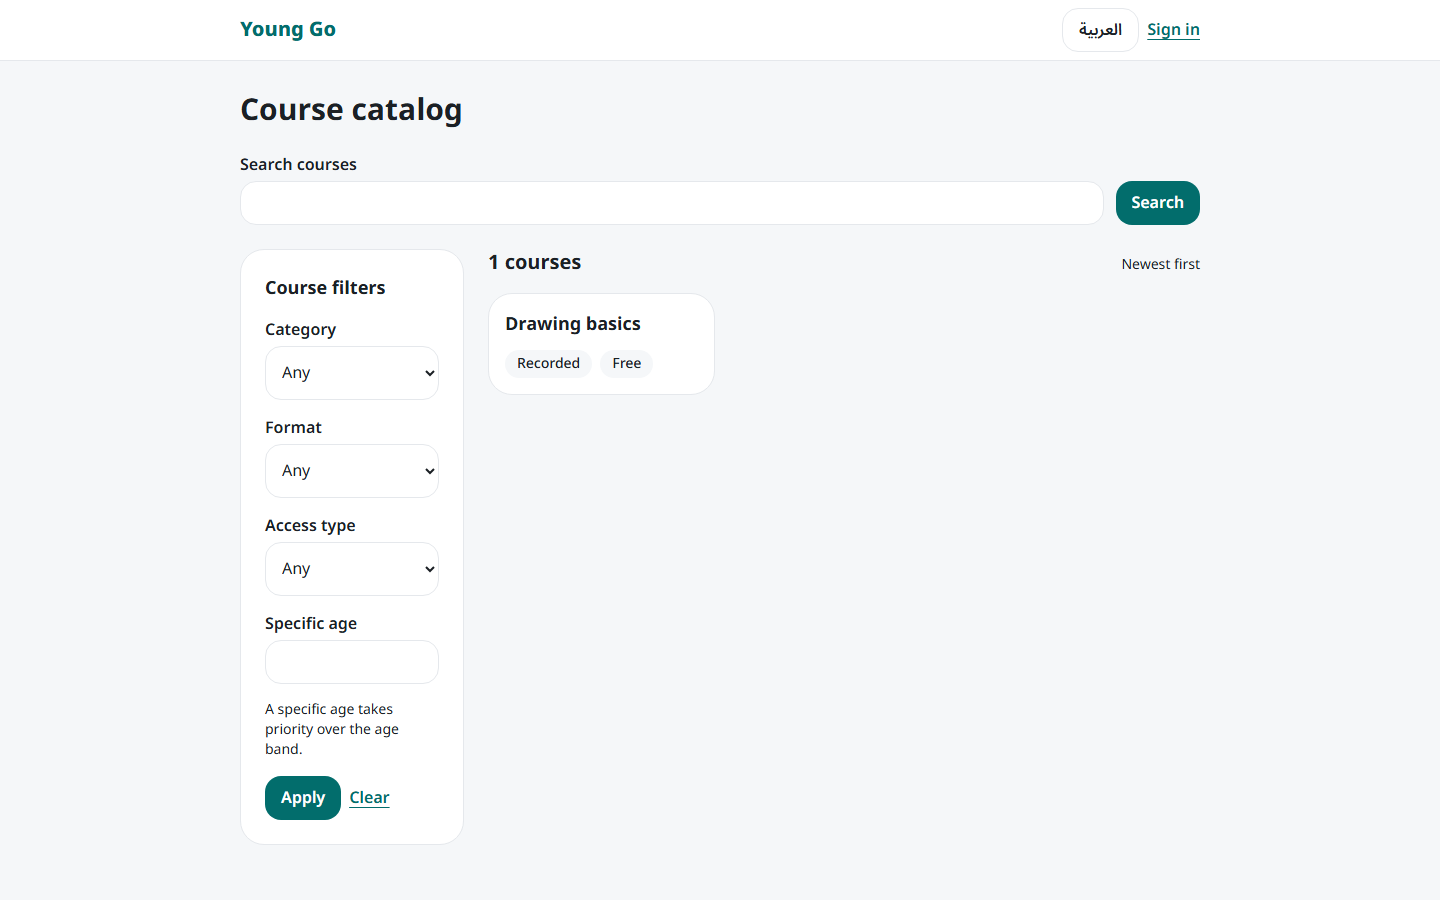 Young Go
العربية
Sign in
Course catalog
Search courses
Search
Course filters
Category
Any
Format
Any
Access type
Any
Specific age
A specific age takes
priority over the age
band.
Apply
Clear
1 courses
Newest first
Drawing basics
Recorded
Free